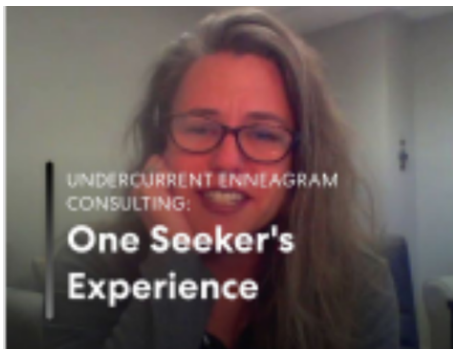 UNDERCURRENT ENNEAGRAM
CONSULTING:
One Seeker's
Experience